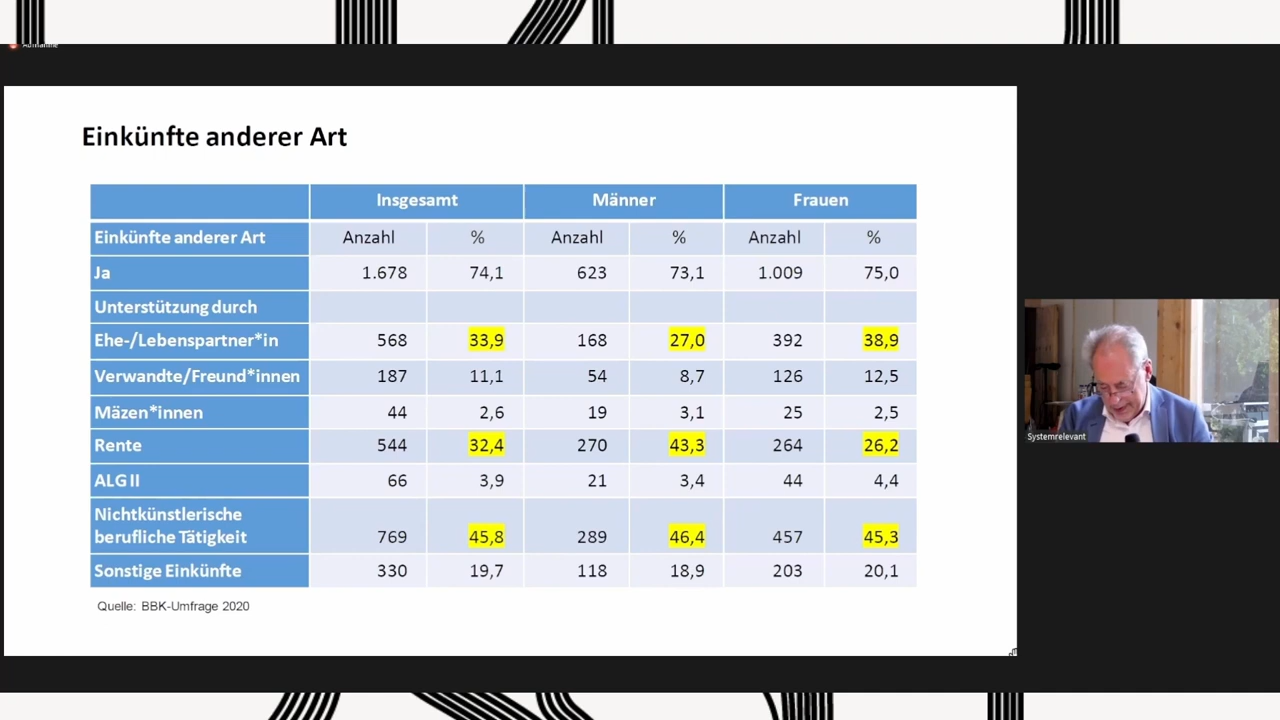 Aufnahme
Einkünfte anderer Art
Insgesamt Männer Frauen
Einkünfte anderer Art Anzahl % Anzahl % Anzahl %
Ja 1.678 74,1 623 73,1 1.009 75,0
Unterstützung durch
Ehe-/Lebenspartner*in 568 33,9 168 27,0 392 38,9
Verwandte/Freund*innen 187 11,1 54 8,7 126 12,5
Mäzen*innen 44 2,6 19 3,1 25 2,5
Rente 544 32,4 270 43,3 264 26,2
ALG II 66 3,9 21 3,4 44 4,4
Nichtkünstlerische
berufliche Tätigkeit 769 45,8 289 46,4 457 45,3
Sonstige Einkünfte 330 19,7 118 18,9 203 20,1
Quelle: BBK-Umfrage 2020
Systemrelevant